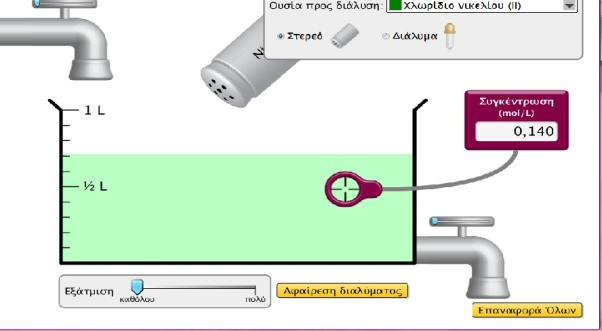 Ουσία προς διάλυση: Χλωρίδιο νικελίου (II)
Στερεό Διάλυμα
1 L
Συγκέντρωση
(mol/L)
0,140
½ L
Εξάτμιση
καθόλου πολύ
Αφαίρεση διαλύματος
Επαναφορά Όλων